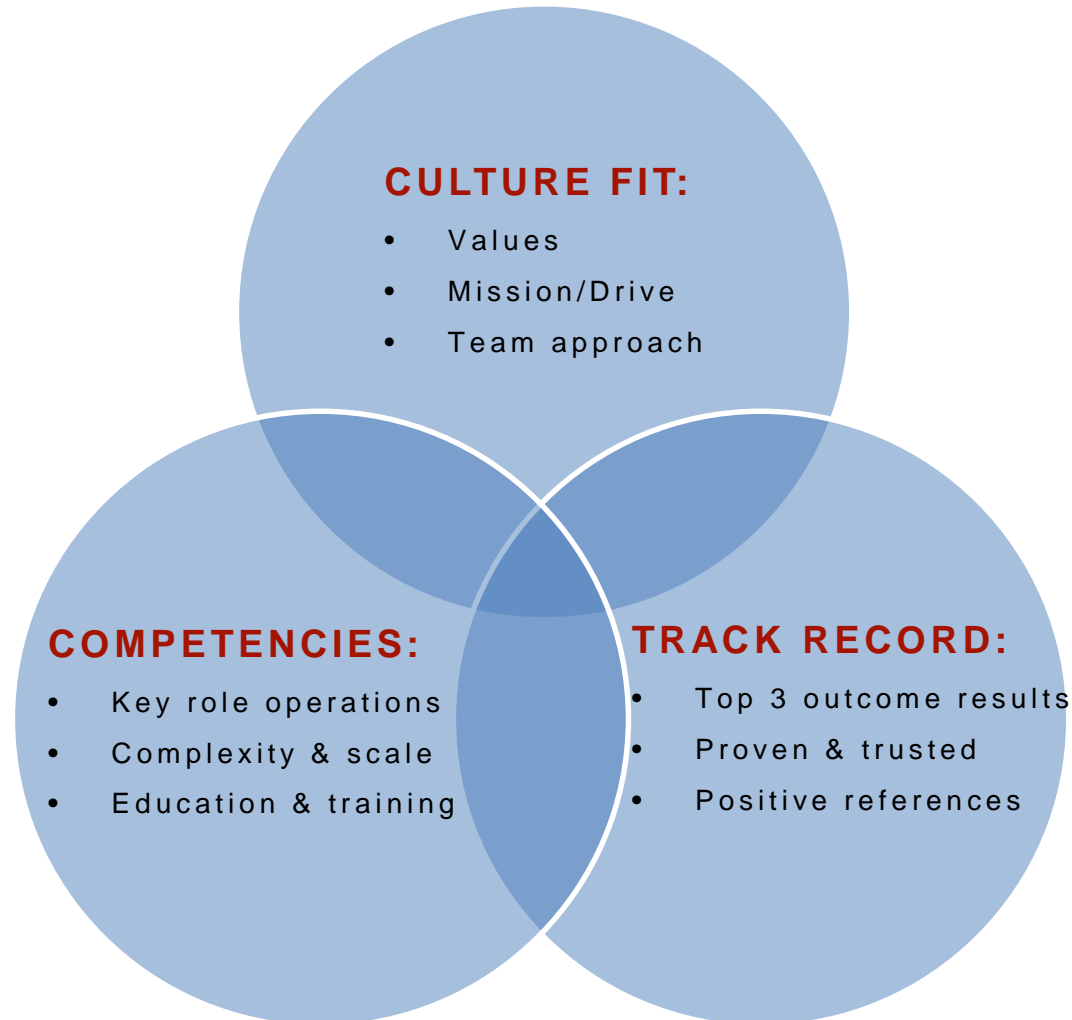 CULTURE FIT:
• Values
• Mission/Drive
• Team approach
COMPETENCIES:
• Key role operations
• Complexity & scale
• Education & training
TRACK RECORD:
• Top 3 outcome results
• Proven & trusted
• Positive references